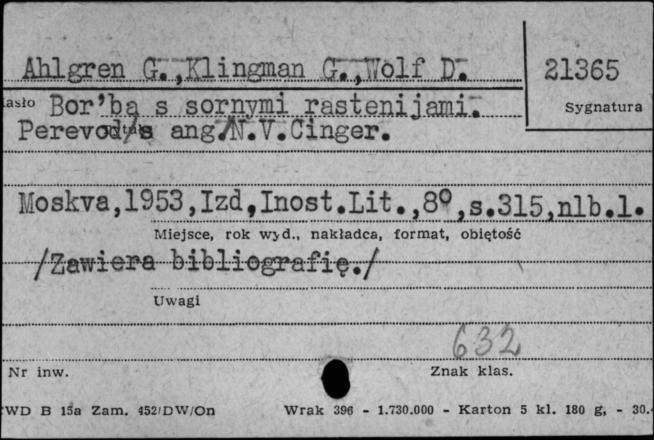 Ahlgren G.,Klingman G.,Wolf D.
21365
asło Bor'ba s sornymi rastenijami.
Sygnatura
Perevod/s ang./N.V.Cinger.
Moskva,1953,Izd,Inost.Lit.,8º,s.315,nlb.1.
Miejsce, rok wyd., nakładca, format, objętość
/Zawiera bibliografię./
Uwagi
632
Nr inw.
Znak klas.
WD B 15a Zam. 452/DW/On Wrak 396 - 1.730.000 - Karton 5 kl. 180 g, - 30.